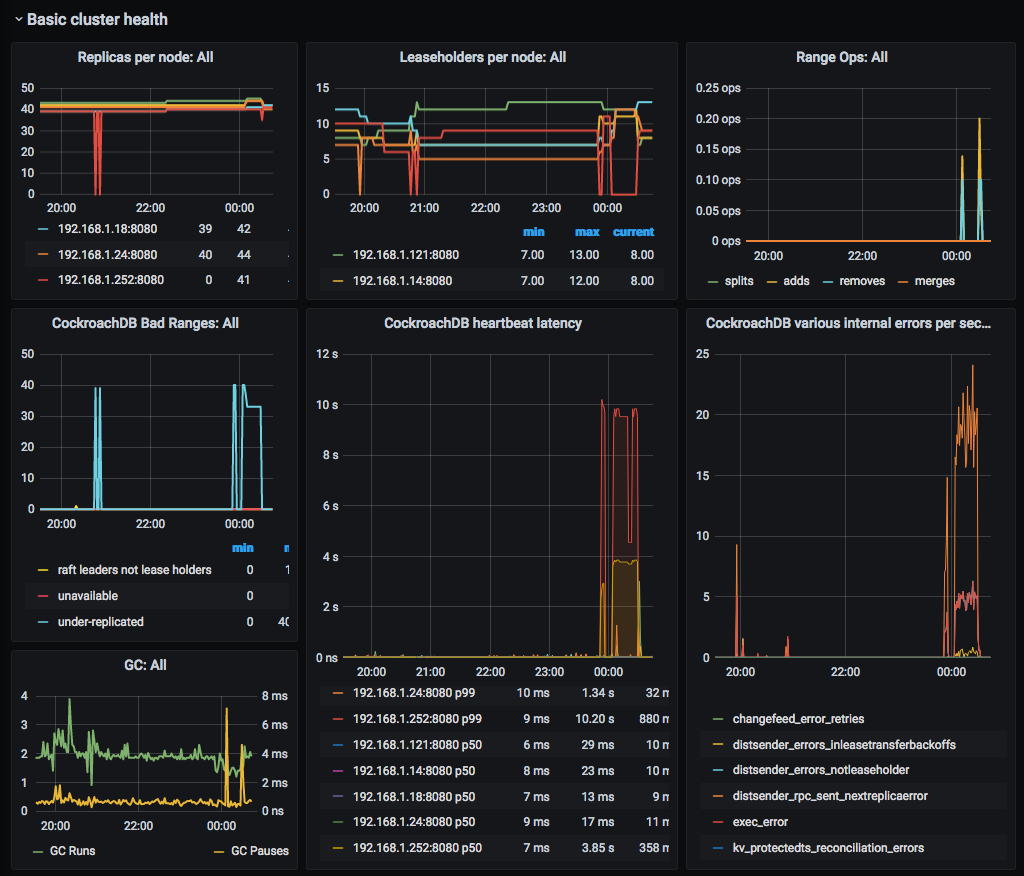 Basic cluster health
Replicas per node: All
50
40
30
20
10
0
20:00 22:00 00:00
192.168.1.18:8080 39 42
192.168.1.24:8080 40 44
192.168.1.252:8080 0 41
Leaseholders per node: All
15
10
5
0
20:00 21:00 22:00 23:00 00:00
min max current
192.168.1.121:8080 7.00 13.00 8.00
192.168.1.14:8080 7.00 12.00 8.00
Range Ops: All
0.25 ops
0.20 ops
0.15 ops
0.10 ops
0.05 ops
0 ops
20:00 22:00 00:00
splits adds removes merges
CockroachDB Bad Ranges: All
50
40
30
20
10
0
20:00 22:00 00:00
min
raft leaders not lease holders 0 1
unavailable 0
under-replicated 0 40
CockroachDB heartbeat latency
12 s
10 s
8 s
6 s
4 s
2 s
0 ns
20:00 21:00 22:00 23:00 00:00
192.168.1.24:8080 p99 10 ms 1.34 s 32 m
192.168.1.252:8080 p99 9 ms 10.20 s 880 m
192.168.1.121:8080 p50 6 ms 29 ms 10 m
192.168.1.14:8080 p50 8 ms 23 ms 10 m
192.168.1.18:8080 p50 7 ms 13 ms 9 m
192.168.1.24:8080 p50 9 ms 17 ms 11 m
192.168.1.252:8080 p50 7 ms 3.85 s 358 m
CockroachDB various internal errors per sec...
25
20
15
10
5
0
20:00 22:00 00:00
changefeed_error_retries
distsender_errors_inleasetransferbackoffs
distsender_errors_notleaseholder
distsender_rpc_sent_nextreplicaerror
exec_error
kv_protectedts_reconciliation_errors
GC: All
4 8 ms
3 6 ms
2 4 ms
1 2 ms
0 0 ns
20:00 22:00 00:00
GC Runs GC Pauses